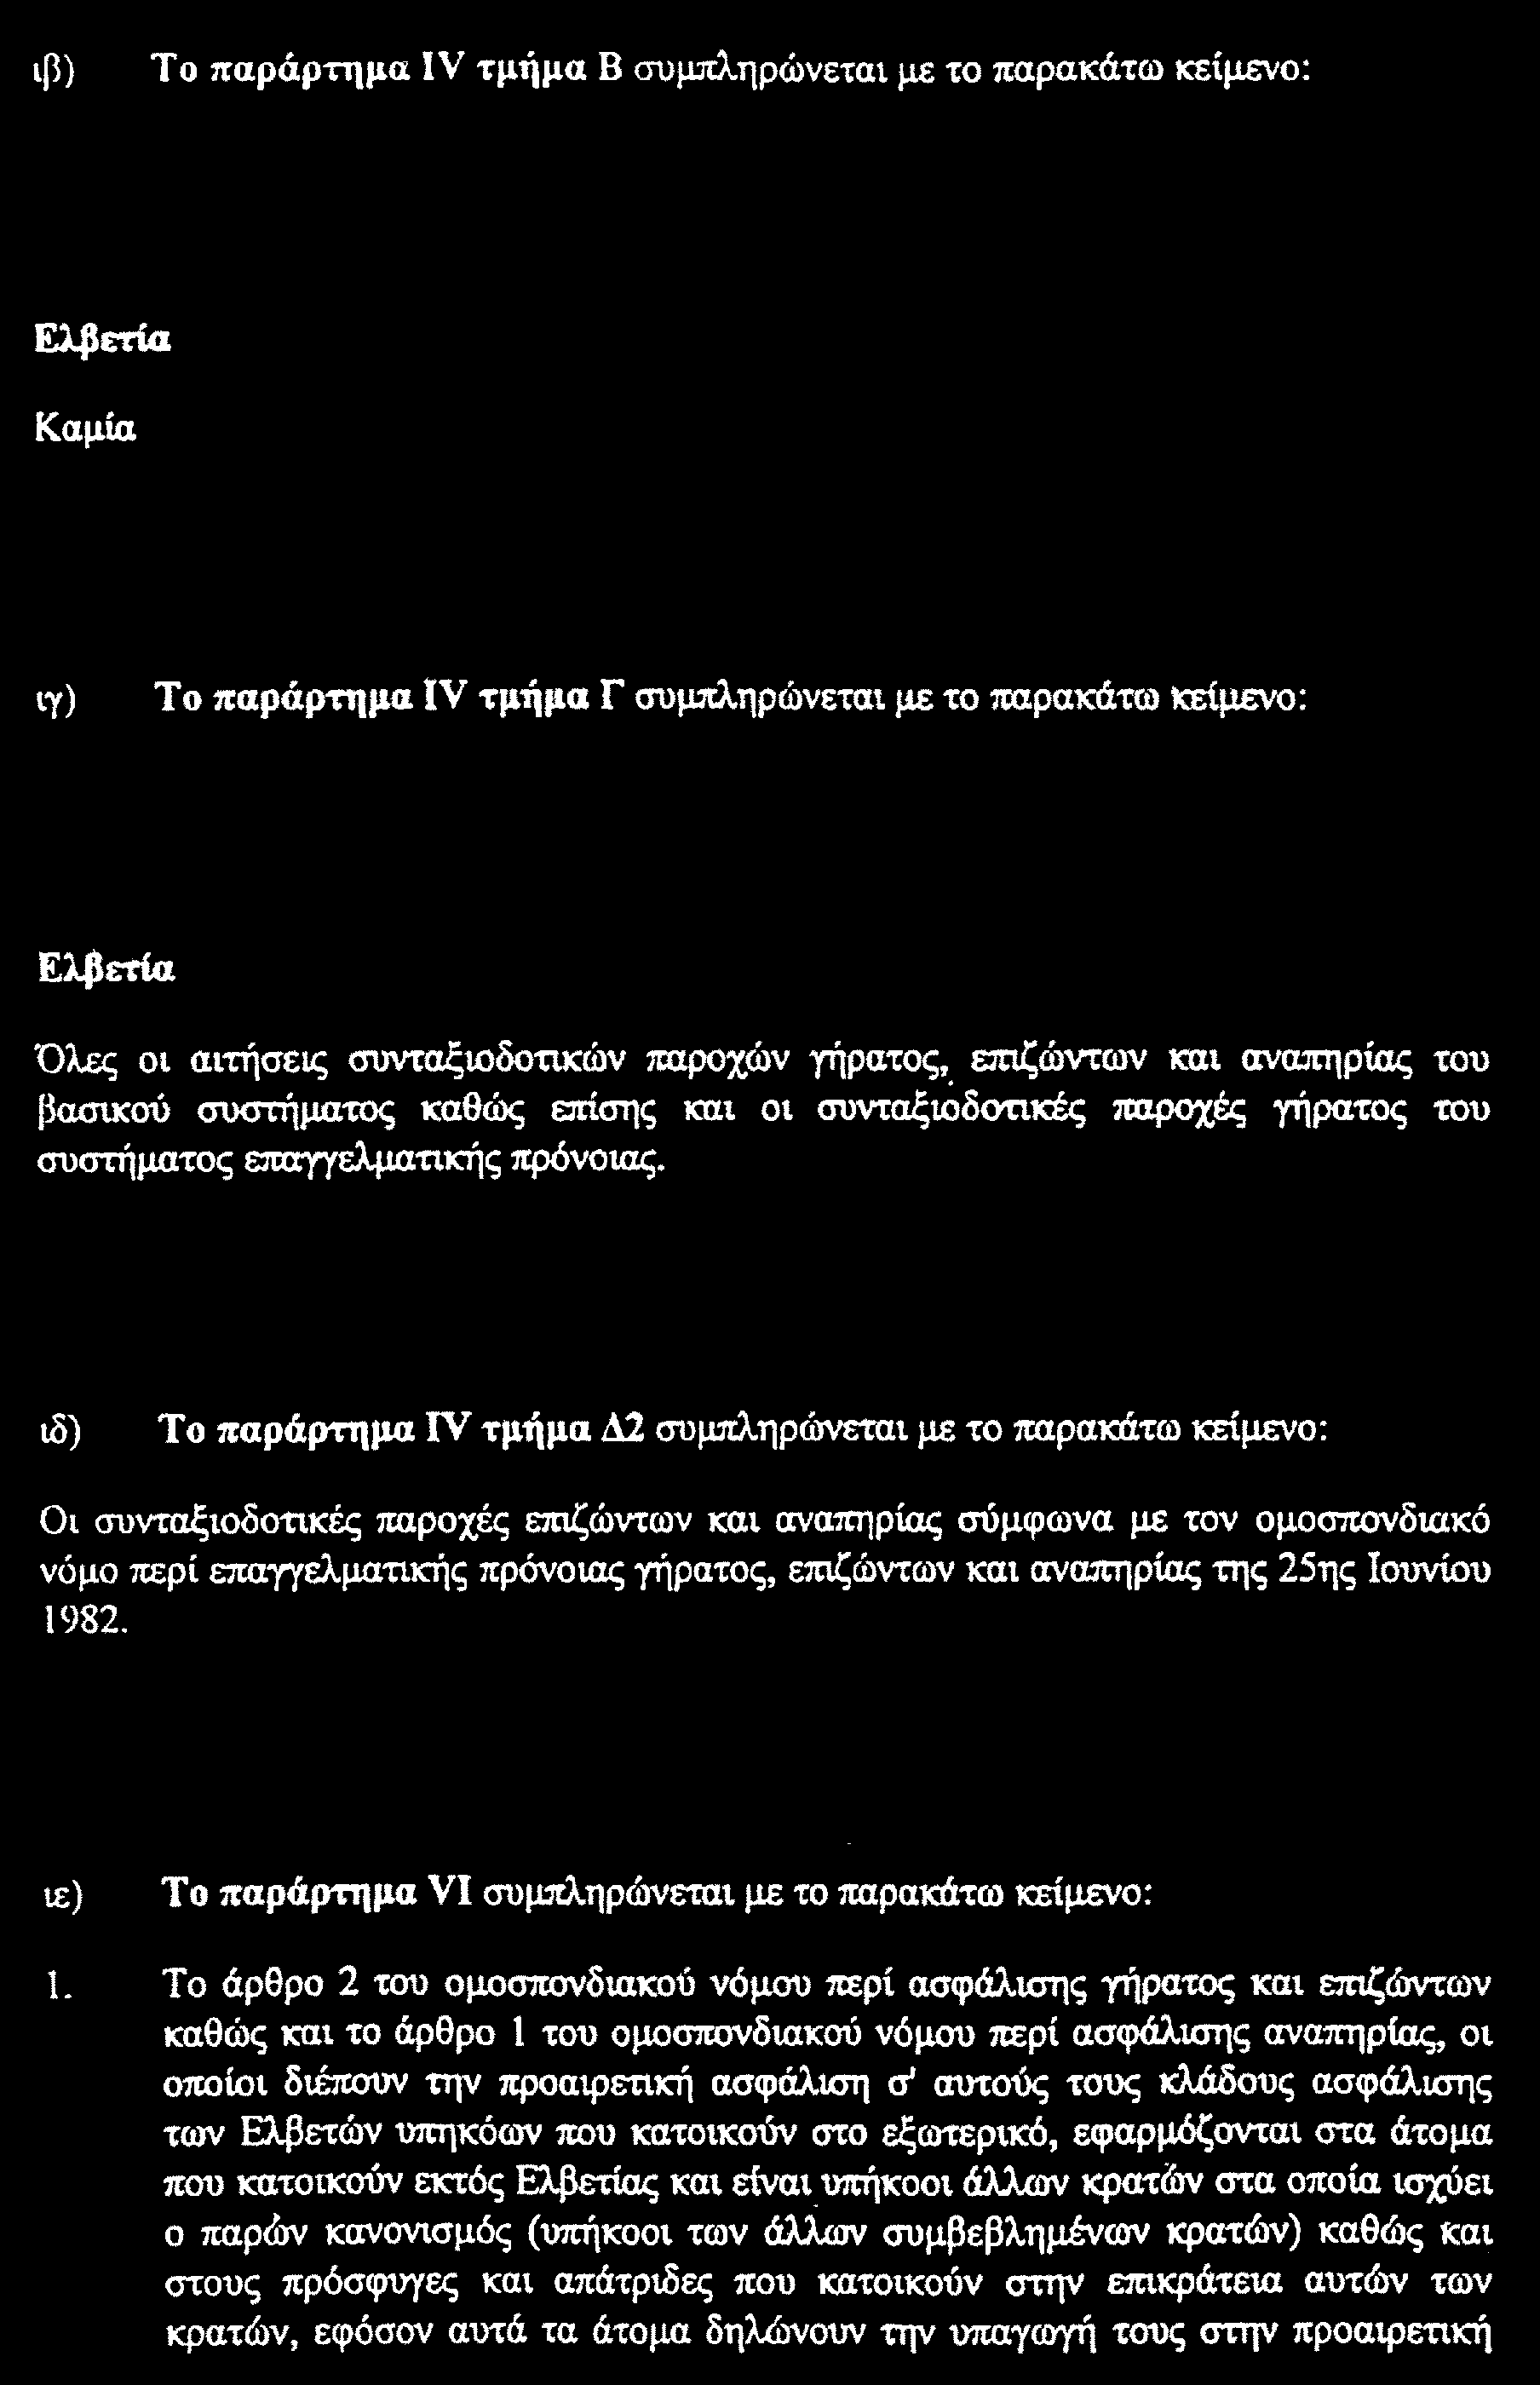 ιβ) Το παράρτημα IV τμήμα Β συμπληρώνεται με το παρακάτω κείμενο:
Ελβετία
Καμία
ιγ) Το παράρτημα IV τμήμα Γ συμπληρώνεται με το παρακάτω κείμενο:
Ελβετία
Όλες οι αιτήσεις συνταξιοδοτικών παροχών γήρατος, επιζώντων και αναπηρίας του
βασικού συστήματος καθώς επίσης και οι συνταξιοδοτικές παροχές γήρατος του
συστήματος επαγγελματικής πρόνοιας.
ιδ) Το παράρτημα IV τμήμα Δ2 συμπληρώνεται με το παρακάτω κείμενο:
Οι συνταξιοδοτικές παροχές επιζώντων και αναπηρίας σύμφωνα με τον ομοσπονδιακό
νόμο περί επαγγελματικής πρόνοιας γήρατος, επιζώντων και αναπηρίας της 25ης Ιουνίου
1982.
ιε) Το παράρτημα VI συμπληρώνεται με το παρακάτω κείμενο:
1. Το άρθρο 2 του ομοσπονδιακού νόμου περί ασφάλισης γήρατος και επιζώντων
καθώς και το άρθρο 1 του ομοσπονδιακού νόμου περί ασφάλισης αναπηρίας, οι
οποίοι διέπουν την προαιρετική ασφάλιση σ' αυτούς τους κλάδους ασφάλισης
των Ελβετών υπηκόων που κατοικούν στο εξωτερικό, εφαρμόζονται στα άτομα
που κατοικούν εκτός Ελβετίας και είναι υπήκοοι άλλων κρατών στα οποία ισχύει
ο παρών κανονισμός (υπήκοοι των άλλων συμβεβλημένων κρατών) καθώς και
στους πρόσφυγες και απάτριδες που κατοικούν στην επικράτεια αυτών των
κρατών, εφόσον αυτά τα άτομα δηλώνουν την υπαγωγή τους στην προαιρετική